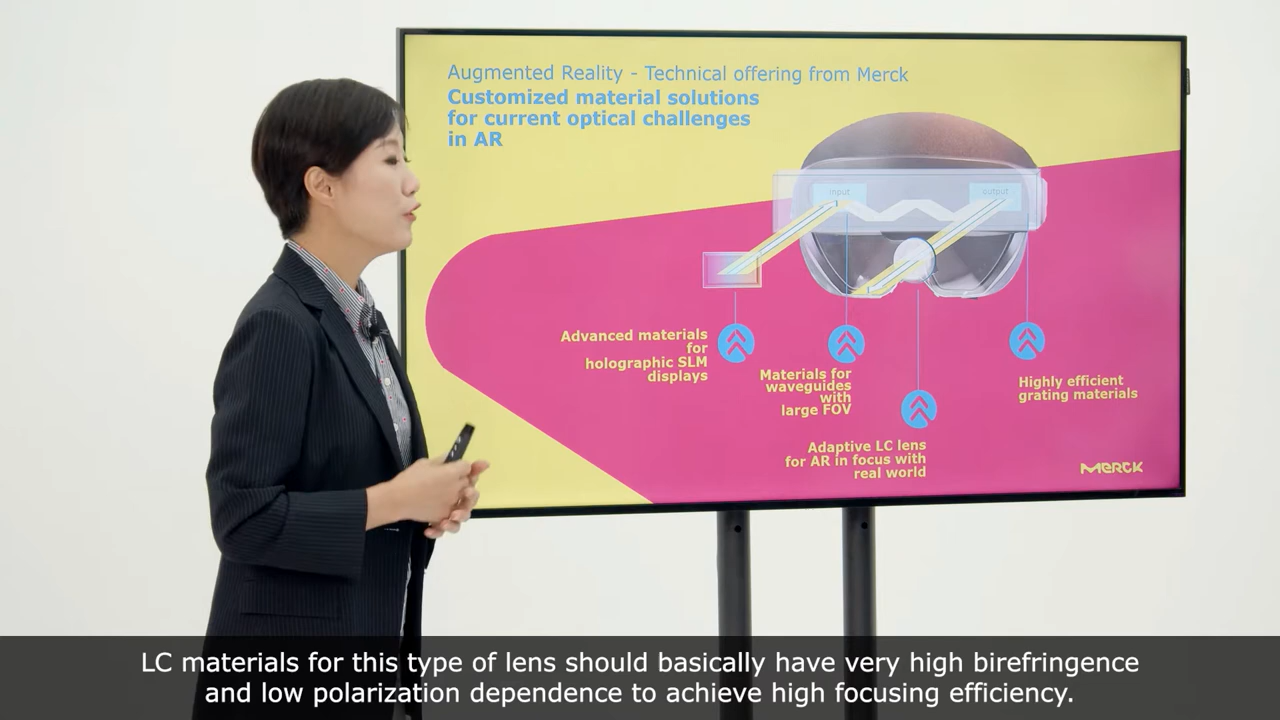 Augmented Reality - Technical offering from Merck
Customized material solutions
for current optical challenges
in AR
input
output
Advanced materials
for
holographic SLM
displays
Materials for
waveguides
with
large FOV
Adaptive LC lens
for AR in focus with
real world
Highly efficient
grating materials
MERCK
LC materials for this type of lens should basically have very high birefringence
and low polarization dependence to achieve high focusing efficiency.